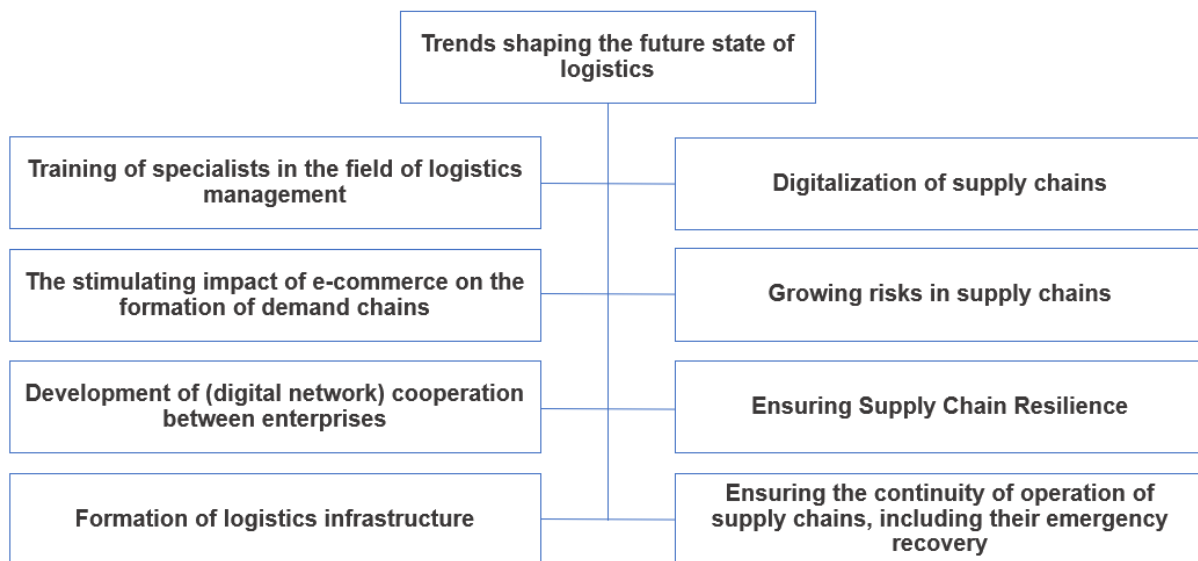 Trends shaping the future state of
logistics
Training of specialists in the field of logistics
management
Digitalization of supply chains
The stimulating impact of e-commerce on the
formation of demand chains
Growing risks in supply chains
Development of (digital network) cooperation
between enterprises
Ensuring Supply Chain Resilience
Formation of logistics infrastructure
Ensuring the continuity of operation of
supply chains, including their emergency
recovery